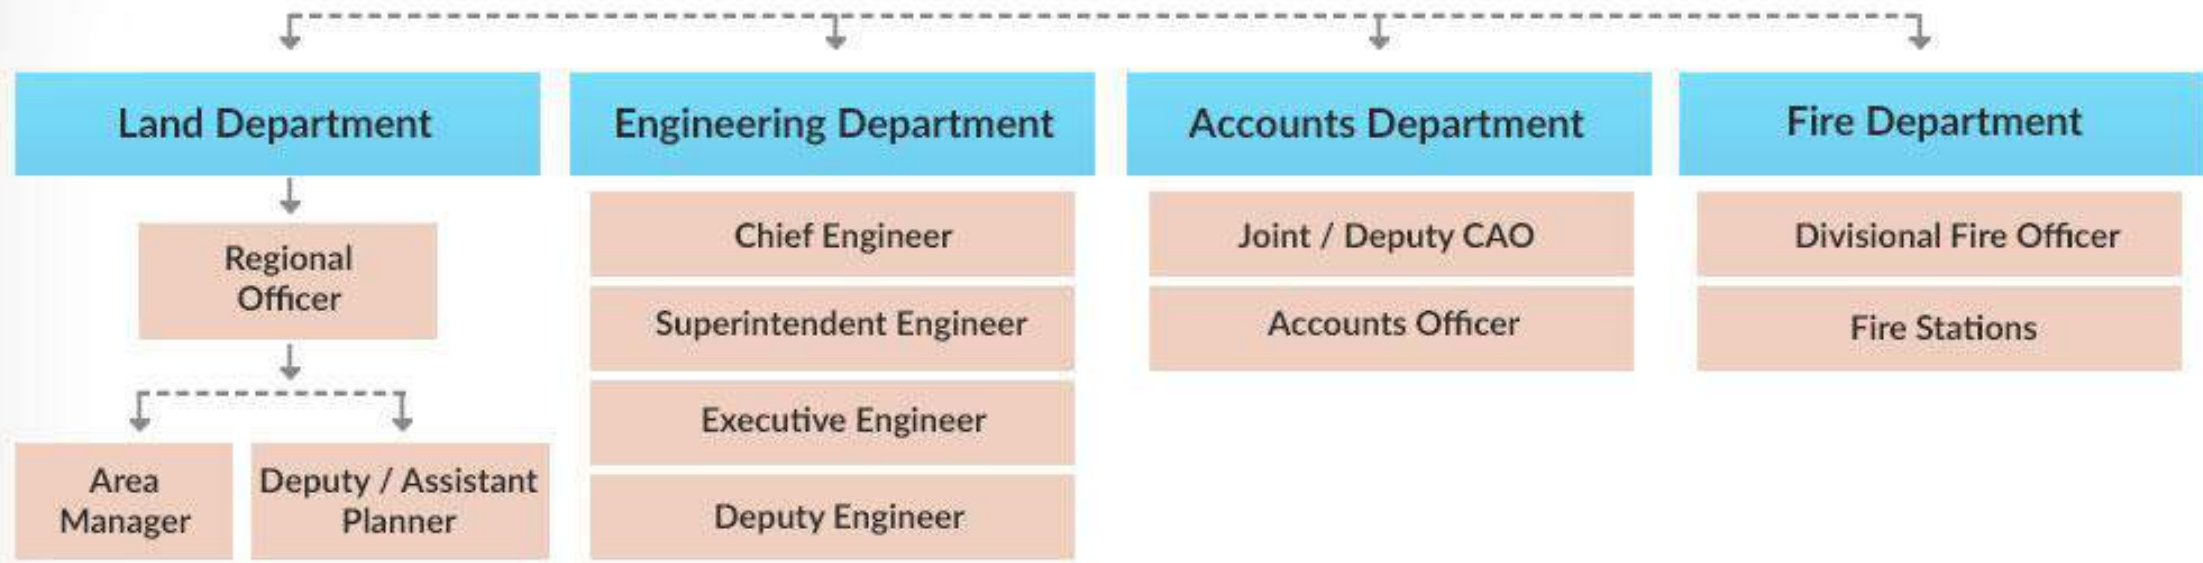 Land Department
Engineering Department
Accounts Department
Fire Department
Regional
Officer
Area
Manager
Deputy / Assistant
Planner
Chief Engineer
Superintendent Engineer
Executive Engineer
Deputy Engineer
Joint / Deputy CAO
Accounts Officer
Divisional Fire Officer
Fire Stations